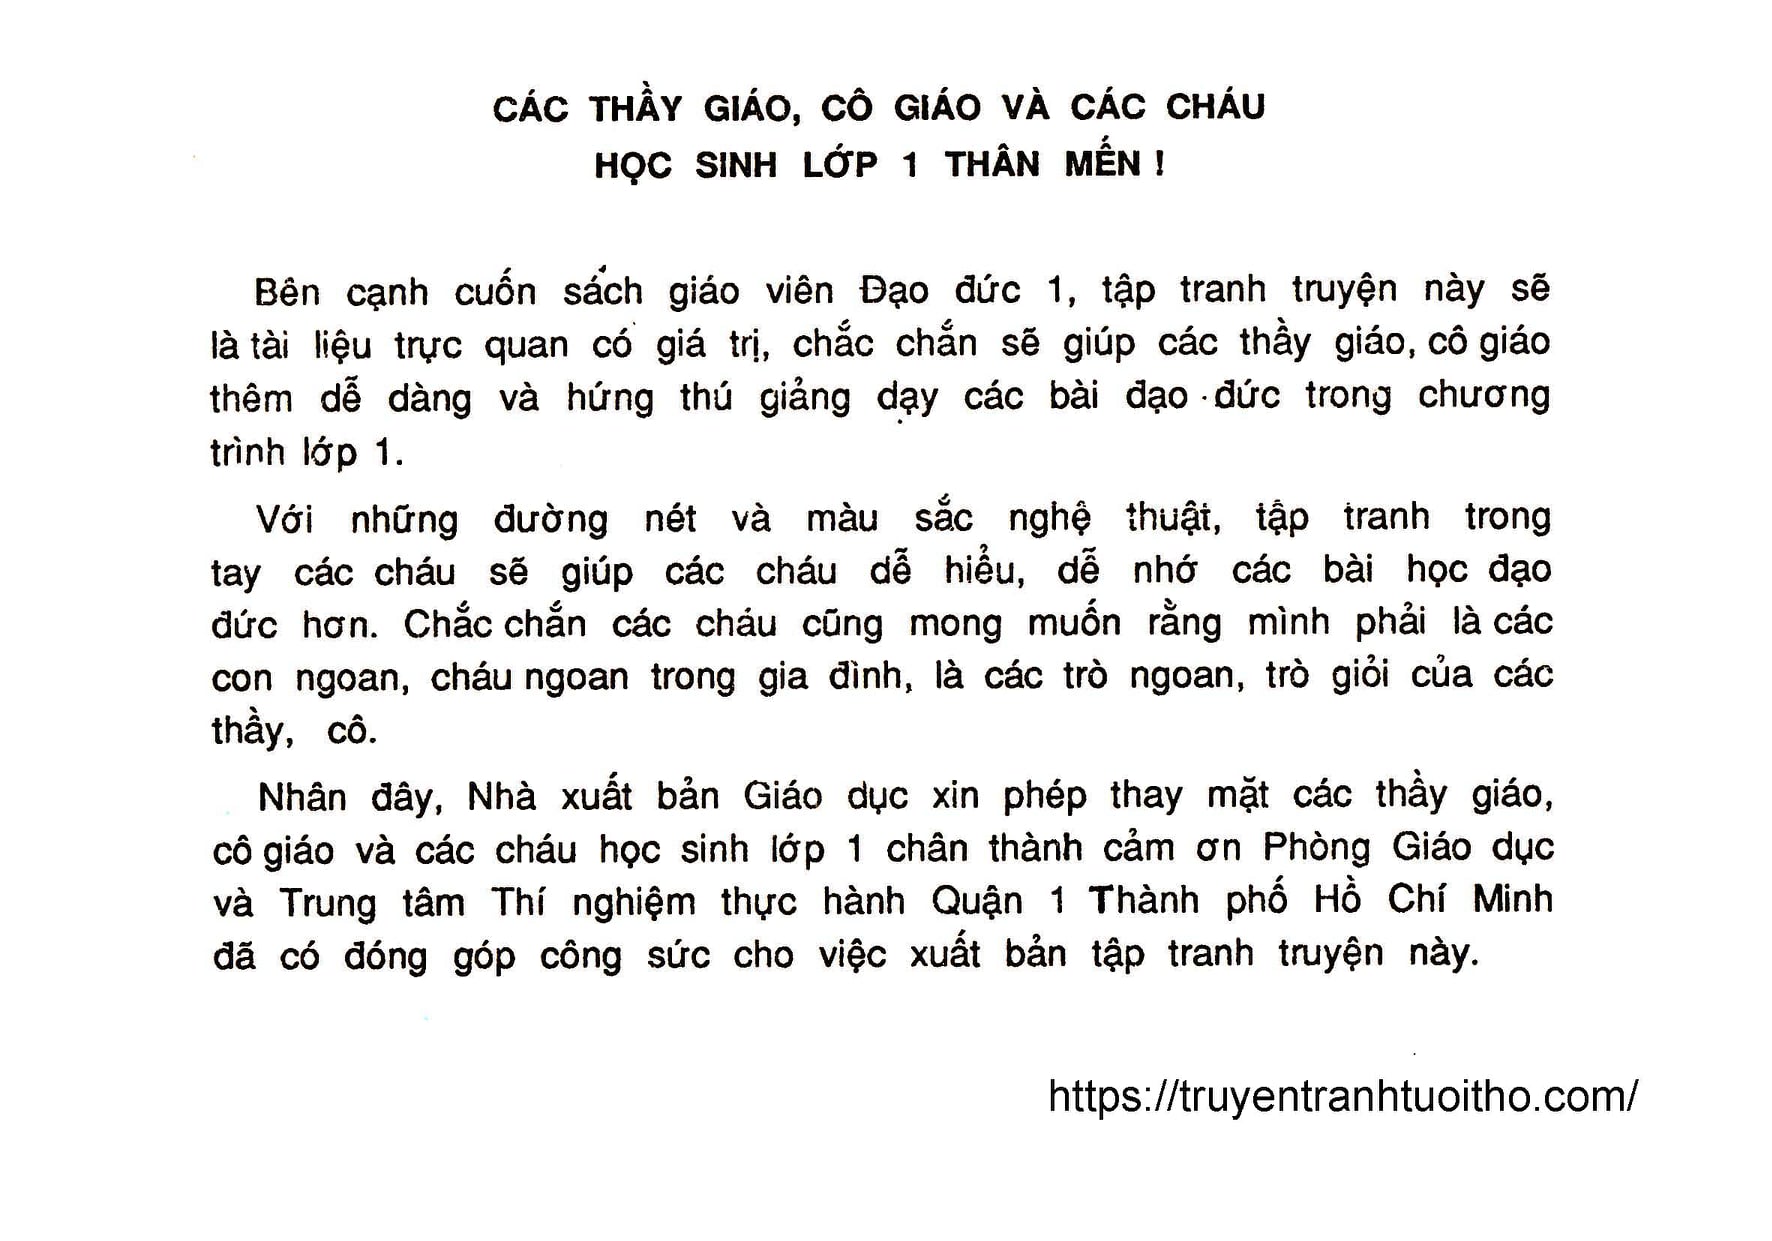 CÁC THẦY GIÁO, CÔ GIÁO VÀ CÁC CHÁU
HỌC SINH LỚP 1 THÂN MẾN !
Bên cạnh cuốn sách giáo viên Đạo đức 1, tập tranh truyện này sẽ
là tài liệu trực quan có giá trị, chắc chắn sẽ giúp các thầy giáo, cô giáo
thêm dễ dàng và hứng thú giảng dạy các bài đạo đức trong chương
trình lớp 1.
Với những đường nét và màu sắc nghệ thuật, tập tranh trong
tay các cháu sẽ giúp các cháu dễ hiểu, dễ nhớ các bài học đạo
đức hơn. Chắc chắn các cháu cũng mong muốn rằng mình phải là các
con ngoan, cháu ngoan trong gia đình, là các trò ngoan, trò giỏi của các
thầy, cô.
Nhân đây, Nhà xuất bản Giáo dục xin phép thay mặt các thầy giáo,
cô giáo và các cháu học sinh lớp 1 chân thành cảm ơn Phòng Giáo dục
và Trung tâm Thí nghiệm thực hành Quận 1 Thành phố Hồ Chí Minh
đã có đóng góp công sức cho việc xuất bản tập tranh truyện này.
https://truyentranhtuoitho.com/